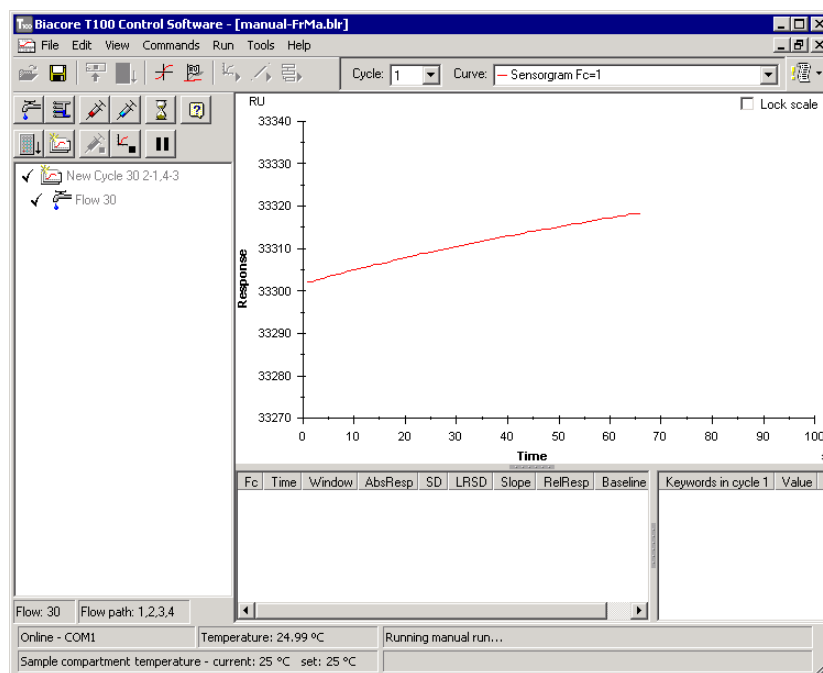 T100 Biacore T100 Control Software - [manual-FrMa.blr]
File Edit View Commands Run Tools Help
Cycle: 1 Curve: Sensorgram Fc=1
RU
Lock scale
New Cycle 30 2-1,4-3
Flow 30
33340
33330
33320
33310
33300
33290
33280
33270
Response
0 10 20 30 40 50 60 70 80 90 100
Time
Fc Time Window AbsResp SD LRSD Slope RelResp Baseline
Keywords in cycle 1 Value
Flow: 30 Flow path: 1,2,3,4
Online - COM1 Temperature: 24.99 ºC Running manual run...
Sample compartment temperature - current: 25 ºC set: 25 ºC